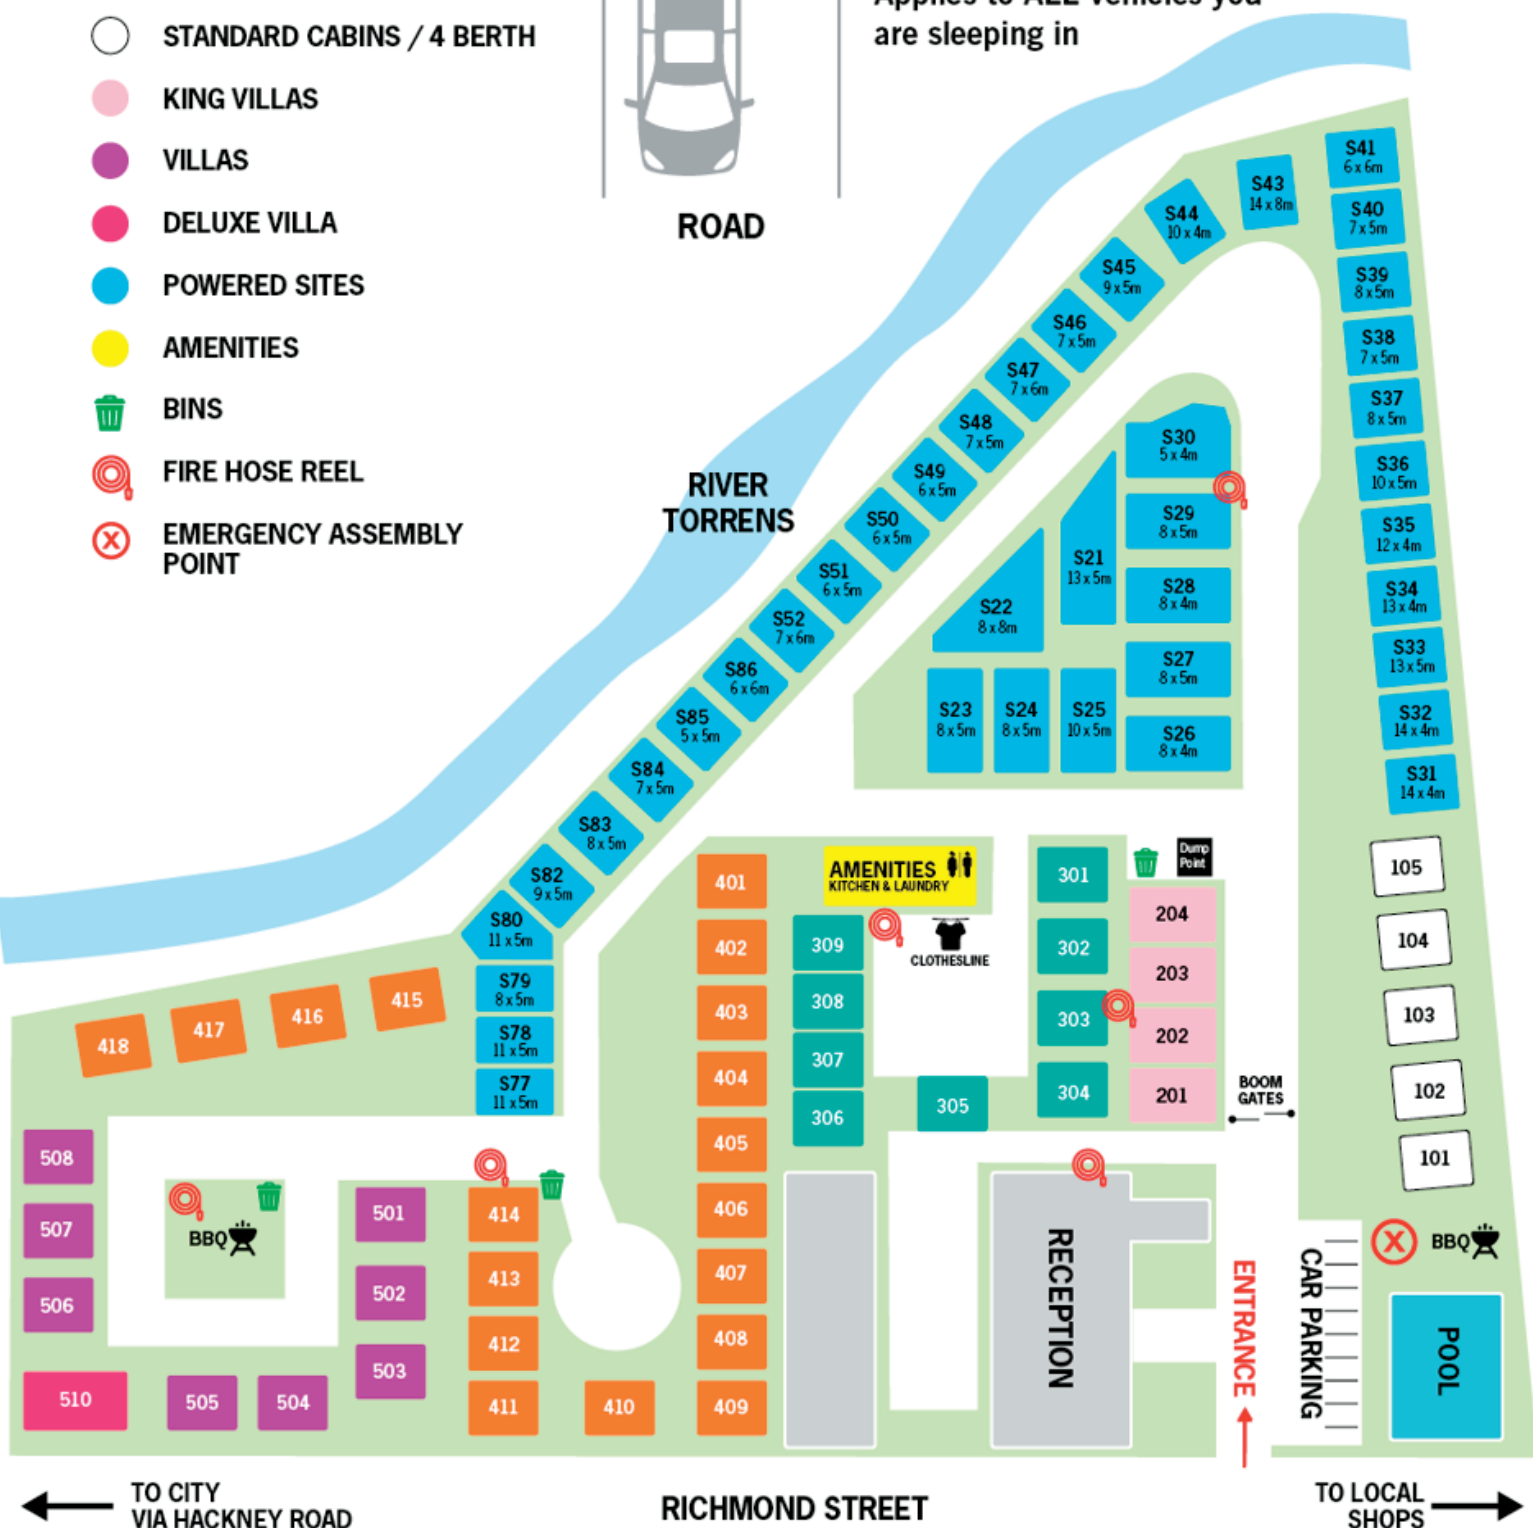 STANDARD CABINS / 4 BERTH
KING VILLAS
VILLAS
DELUXE VILLA
POWERED SITES
AMENITIES
BINS
FIRE HOSE REEL
X
EMERGENCY ASSEMBLY
POINT
Applies to ALL vehicles you
are sleeping in
ROAD
RIVER
TORRENS
S41
6 x 6m
S43
14 x 8m
S44
10 x 4m
S40
7 x 5m
S45
9 x 5m
S39
8 x 5m
S46
7 x 5m
S38
7 x 5m
S47
7 x 6m
S37
8 x 5m
S48
7 x 5m
S30
5 x 4m
S36
10 x 5m
S49
6 x 5m
S29
8 x 5m
S50
6 x 5m
S35
12 x 4m
S21
13 x 5m
S51
6 x 5m
S28
8 x 4m
S34
13 x 4m
S22
8 x 8m
S52
7 x 6m
S27
8 x 5m
S33
13 x 5m
S86
6 x 6m
S23
8 x 5m
S24
8 x 5m
S25
10 x 5m
S26
8 x 4m
S32
14 x 4m
S85
5 x 5m
S84
7 x 5m
S31
14 x 4m
S83
8 x 5m
S82
9 x 5m
S80
11 x 5m
S79
8 x 5m
S78
11 x 5m
S77
11 x 5m
AMENITIES
KITCHEN & LAUNDRY
CLOTHESLINE
Dump
Point
301
302
303
304
305
306
307
308
309
204
203
202
201
105
104
103
102
101
BOOM
GATES
401
402
403
404
405
406
407
408
409
410
411
412
413
414
415
416
417
418
508
507
506
510
505
504
501
502
503
BBQ
RECEPTION
ENTRANCE
CAR PARKING
X
BBQ
POOL
TO CITY
VIA HACKNEY ROAD
RICHMOND STREET
TO LOCAL
SHOPS